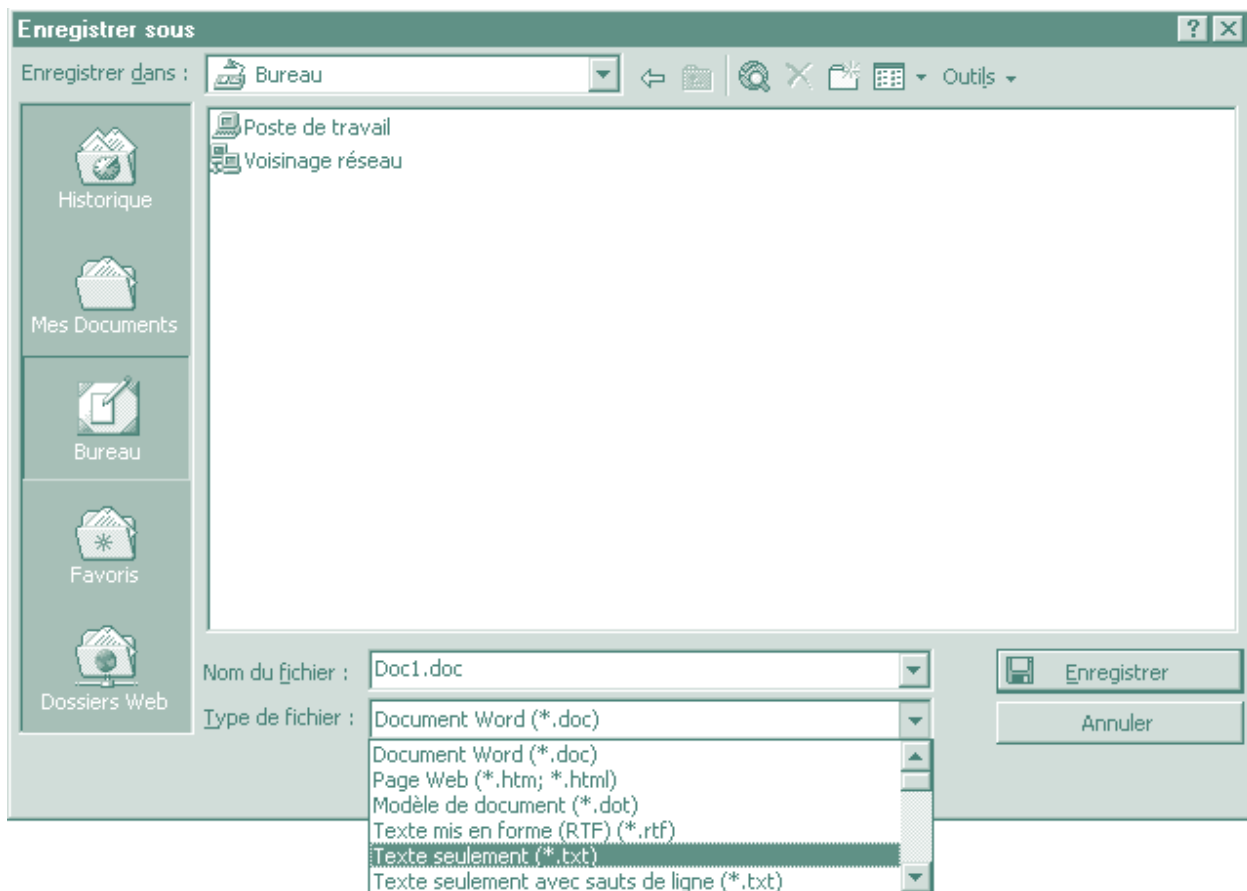 Enregistrer sous
Enregistrer dans : Bureau Outils
Poste de travail
Voisinage réseau
Historique
Mes Documents
Bureau
Favoris
Dossiers Web
Nom du fichier : Doc1.doc Enregistrer
Type de fichier : Document Word (*.doc) Annuler
Document Word (*.doc)
Page Web (*.htm; *.html)
Modèle de document (*.dot)
Texte mis en forme (RTF) (*.rtf)
Texte seulement (*.txt)
Texte seulement avec sauts de ligne (*.txt)